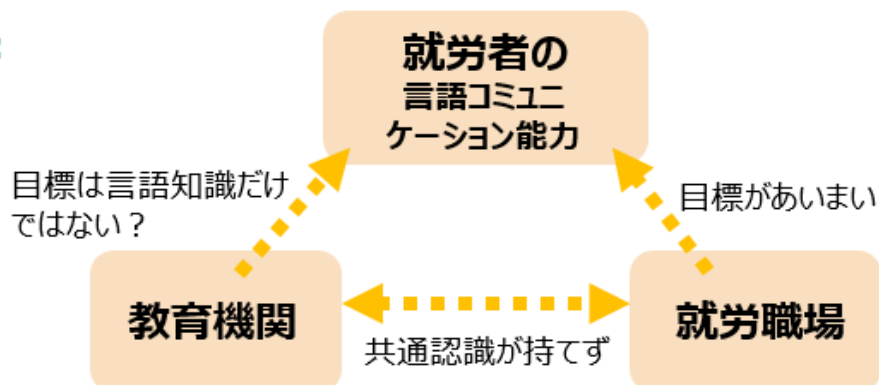 就労者の
言語コミュニ
ケーション能力
目標は言語知識だけ
ではない？
目標があいまい
教育機関
就労職場
共通認識が持てず